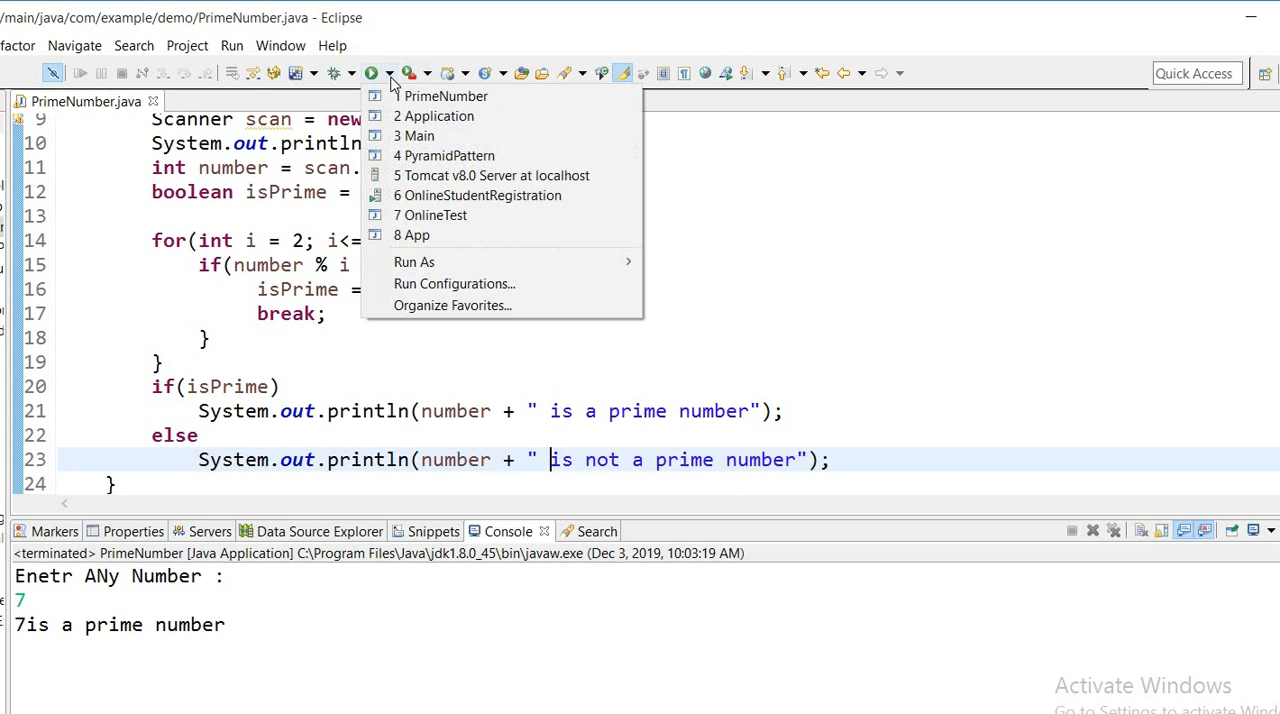 /main/java/com/example/demo/PrimeNumber.java - Eclipse
factor Navigate Search Project Run Window Help
Quick Access
PrimeNumber.java
1 PrimeNumber
2 Application
3 Main
4 PyramidPattern
5 Tomcat v8.0 Server at localhost
6 OnlineStudentRegistration
7 OnlineTest
8 App
Run As
Run Configurations...
Organize Favorites...
9 Scanner scan = new
10 System.out.println
11 int number = scan.
12 boolean isPrime =
13
14 for(int i = 2; i<=
15 if(number % i
16 isPrime =
17 break;
18 }
19 }
20 if(isPrime)
21 System.out.println(number + " is a prime number");
22 else
23 System.out.println(number + " is not a prime number");
24 }
Markers Properties Servers Data Source Explorer Snippets Console Search
<terminated> PrimeNumber [Java Application] C:\Program Files\Java\jdk1.8.0_45\bin\javaw.exe (Dec 3, 2019, 10:03:19 AM)
Enetr ANy Number :
7
7is a prime number
Activate Windows
Go to Settings to activate Wind